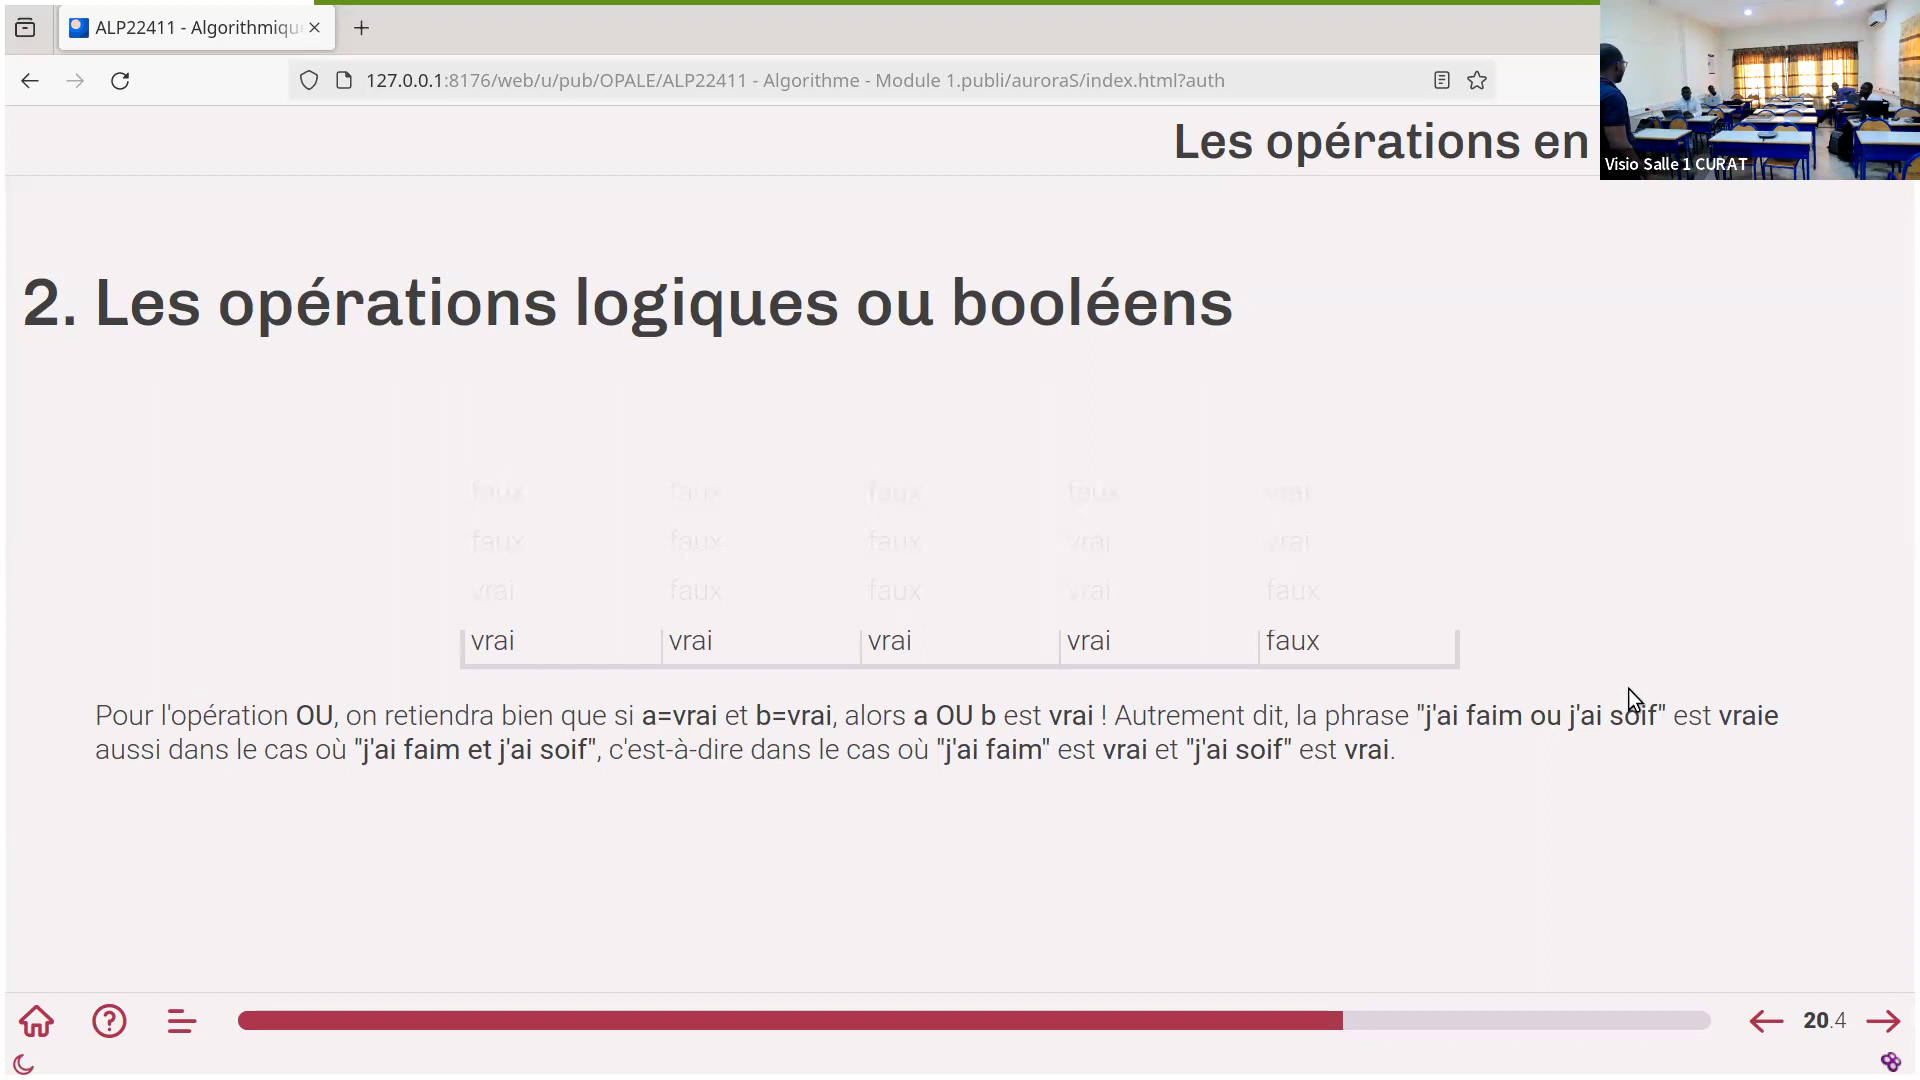 ALP22411 - Algorithmiqu
127.0.0.1:8176/web/u/pub/OPALE/ALP22411 - Algorithme - Module 1.publi/auroraS/index.html?auth
Les opérations en
Visio Salle 1 CURAT
2. Les opérations logiques ou booléens
faux faux faux faux vrai
faux faux faux vrai vrai
vrai faux faux vrai faux
vrai vrai vrai vrai faux
Pour l'opération OU, on retiendra bien que si a=vrai et b=vrai, alors a OU b est vrai ! Autrement dit, la phrase "j'ai faim ou j'ai soif" est vraie
aussi dans le cas où "j'ai faim et j'ai soif", c'est-à-dire dans le cas où "j'ai faim" est vrai et "j'ai soif" est vrai.
20.4